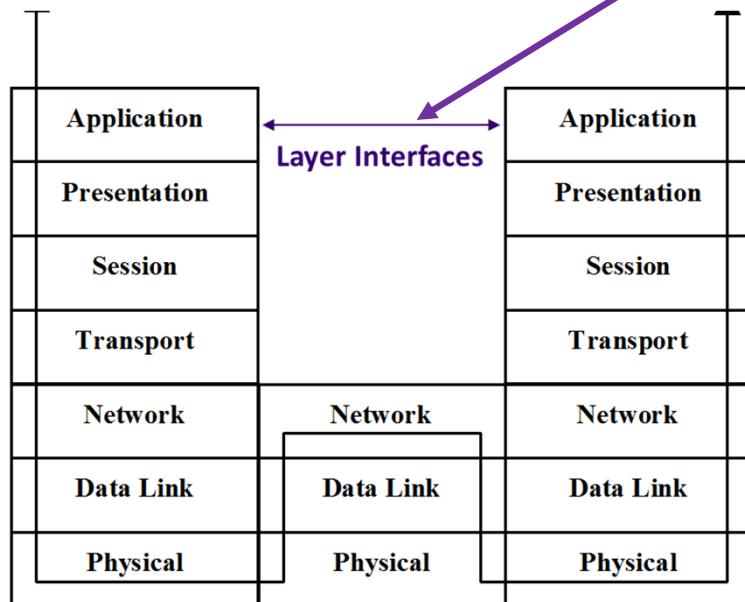 Application
Application
Layer Interfaces
Presentation
Presentation
Session
Session
Transport
Transport
Network
Network
Network
Data Link
Data Link
Data Link
Physical
Physical
Physical